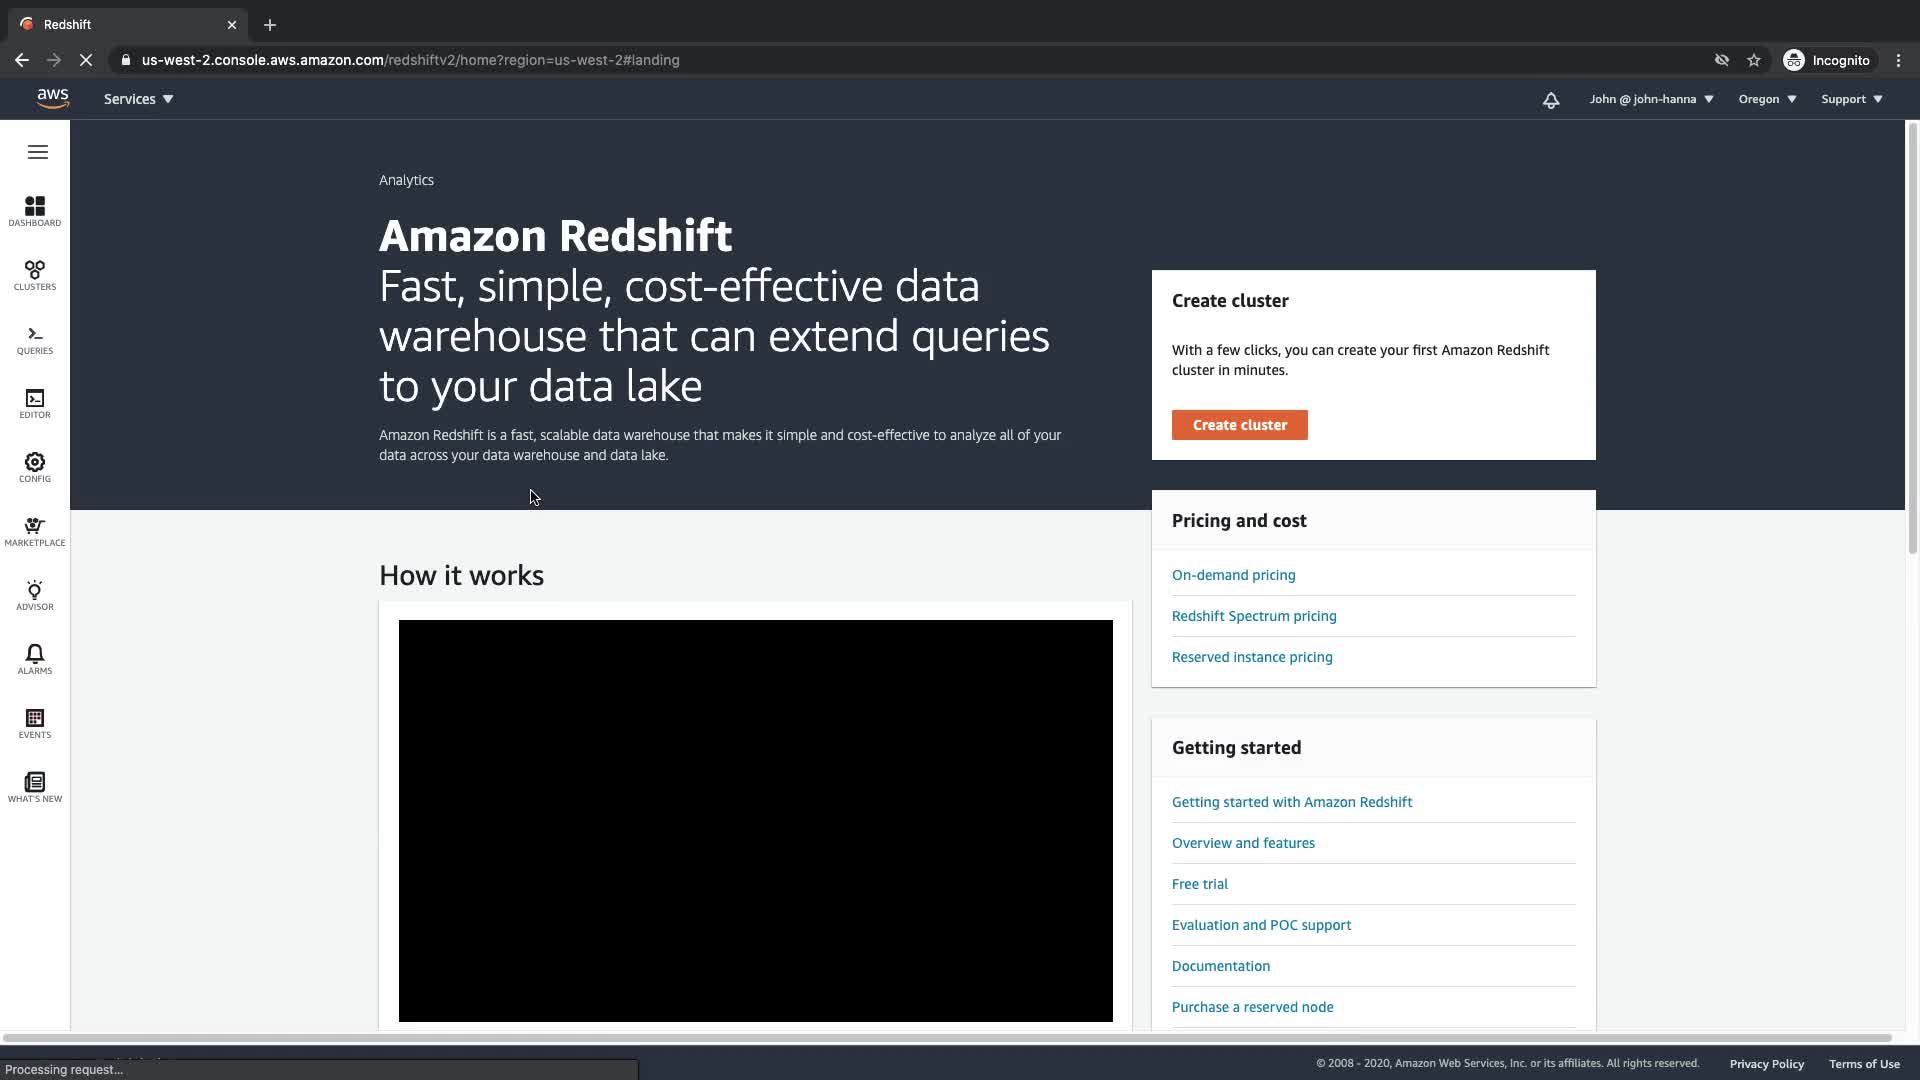 Redshift
us-west-2.console.aws.amazon.com/redshiftv2/home?region=us-west-2#landing
Incognito
aws
Services
John @ john-hanna
Oregon
Support
DASHBOARD
CLUSTERS
QUERIES
EDITOR
CONFIG
MARKETPLACE
ADVISOR
ALARMS
EVENTS
WHAT'S NEW
Analytics
Amazon Redshift
Fast, simple, cost-effective data
warehouse that can extend queries
to your data lake
Amazon Redshift is a fast, scalable data warehouse that makes it simple and cost-effective to analyze all of your
data across your data warehouse and data lake.
How it works
Create cluster
With a few clicks, you can create your first Amazon Redshift
cluster in minutes.
Create cluster
Pricing and cost
On-demand pricing
Redshift Spectrum pricing
Reserved instance pricing
Getting started
Getting started with Amazon Redshift
Overview and features
Free trial
Evaluation and POC support
Documentation
Purchase a reserved node
Processing request...
© 2008 - 2020, Amazon Web Services, Inc. or its affiliates. All rights reserved.
Privacy Policy
Terms of Use